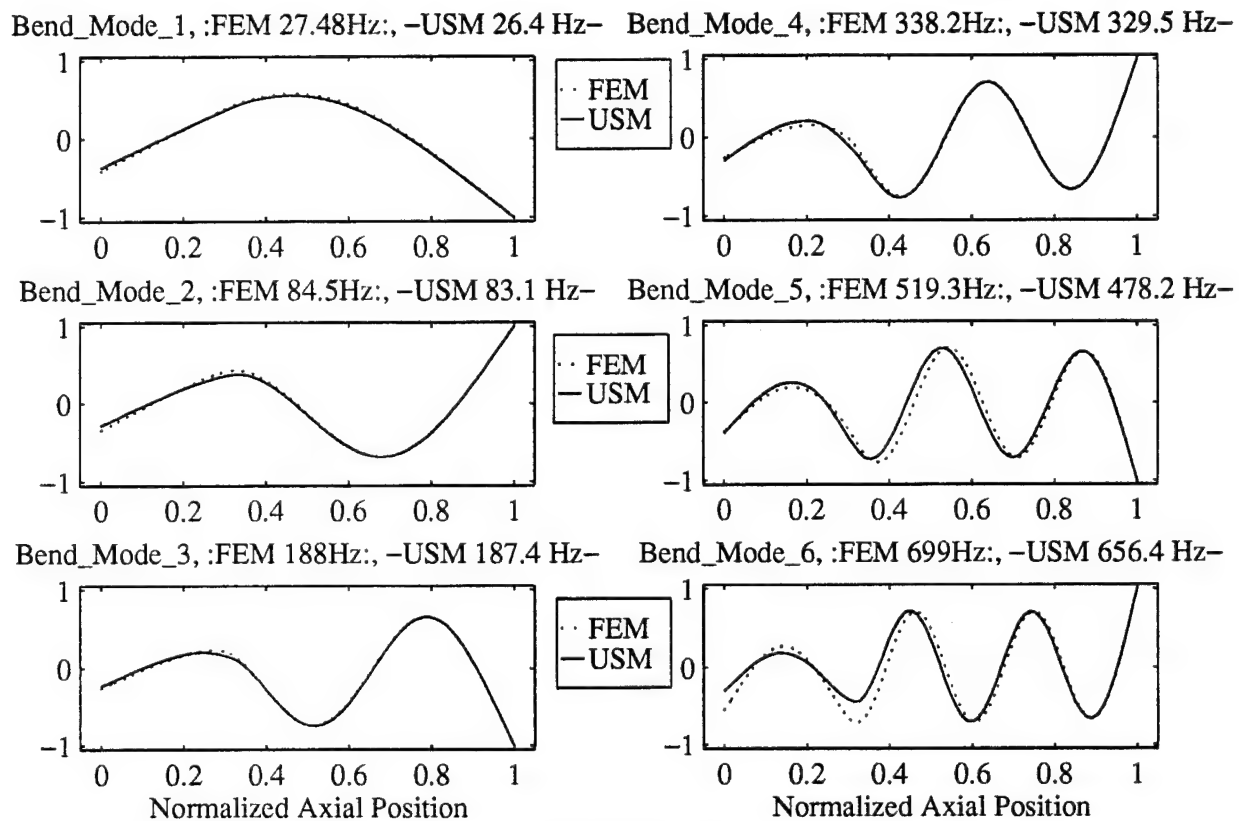 Bend_Mode_1, :FEM 27.48Hz:, −USM 26.4 Hz−
1
0
−1
0 0.2 0.4 0.6 0.8 1
FEM
USM
Bend_Mode_4, :FEM 338.2Hz:, −USM 329.5 Hz−
1
0
−1
0 0.2 0.4 0.6 0.8 1
Bend_Mode_2, :FEM 84.5Hz:, −USM 83.1 Hz−
1
0
−1
0 0.2 0.4 0.6 0.8 1
FEM
USM
Bend_Mode_5, :FEM 519.3Hz:, −USM 478.2 Hz−
1
0
−1
0 0.2 0.4 0.6 0.8 1
Bend_Mode_3, :FEM 188Hz:, −USM 187.4 Hz−
1
0
−1
0 0.2 0.4 0.6 0.8 1
Normalized Axial Position
FEM
USM
Bend_Mode_6, :FEM 699Hz:, −USM 656.4 Hz−
1
0
−1
0 0.2 0.4 0.6 0.8 1
Normalized Axial Position